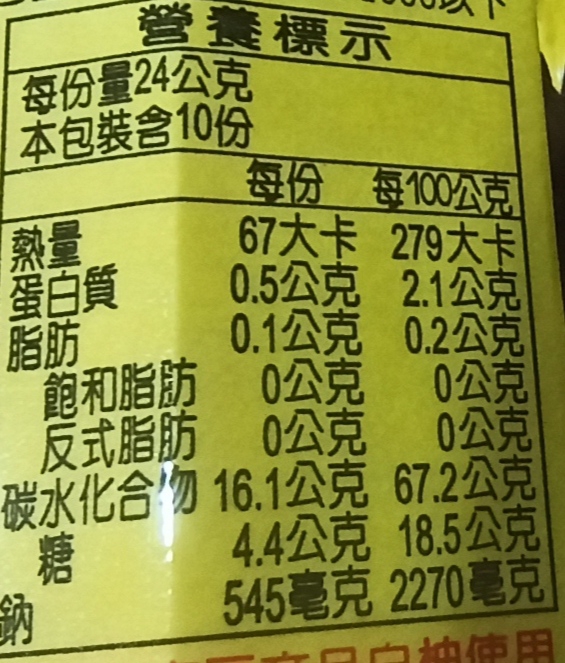 營養標示
每份量24公克
本包裝含10份
每份 每100公克
熱量 67大卡 279大卡
蛋白質 0.5公克 2.1公克
脂肪 0.1公克 0.2公克
飽和脂肪 0公克 0公克
反式脂肪 0公克 0公克
碳水化合物 16.1公克 67.2公克
糖 4.4公克 18.5公克
鈉 545毫克 2270毫克